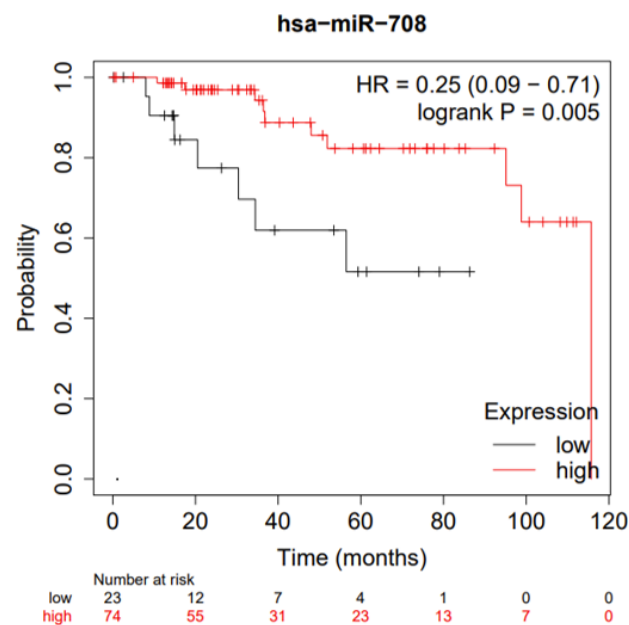 hsa−miR−708
HR = 0.25 (0.09 − 0.71)
logrank P = 0.005
1.0
0.8
0.6
0.4
0.2
0.0
Probability
Expression
low
high
0 20 40 60 80 100 120
Time (months)
Number at risk
low 23 12 7 4 1 0 0
high 74 55 31 23 13 7 0